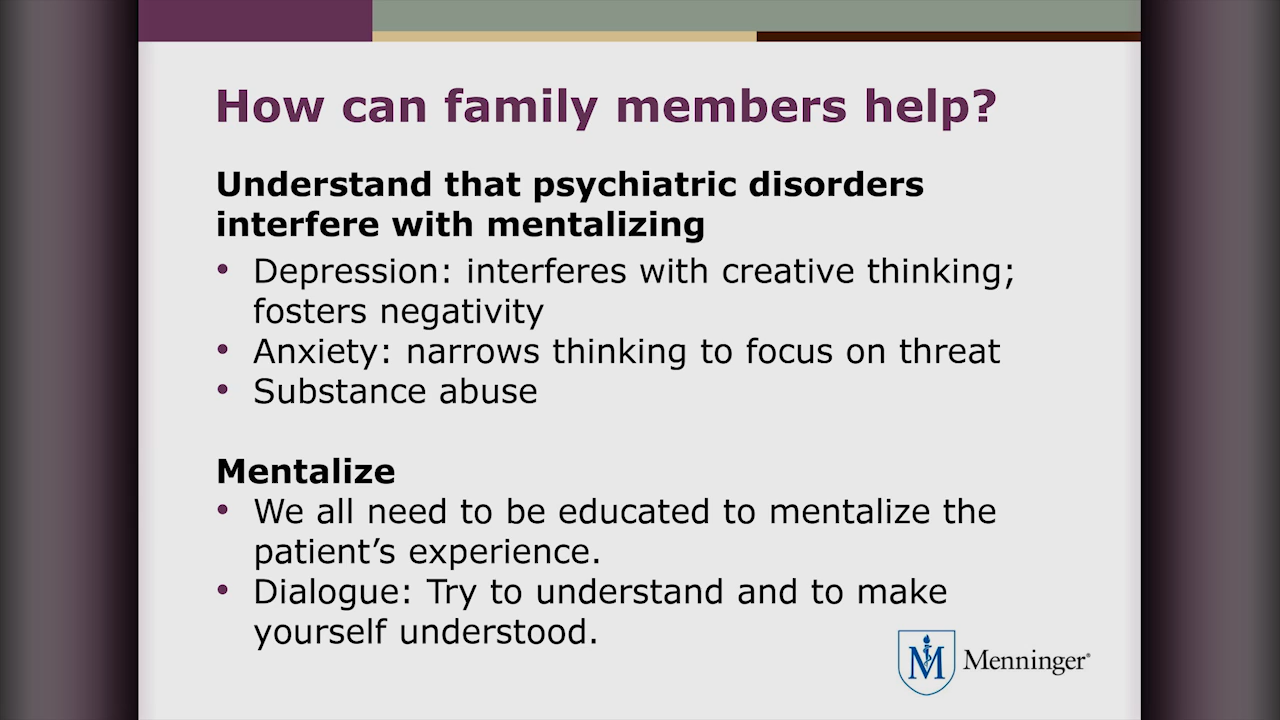 How can family members help?
Understand that psychiatric disorders
interfere with mentalizing
• Depression: interferes with creative thinking;
fosters negativity
• Anxiety: narrows thinking to focus on threat
• Substance abuse
Mentalize
• We all need to be educated to mentalize the
patient’s experience.
• Dialogue: Try to understand and to make
yourself understood.
M Menninger®